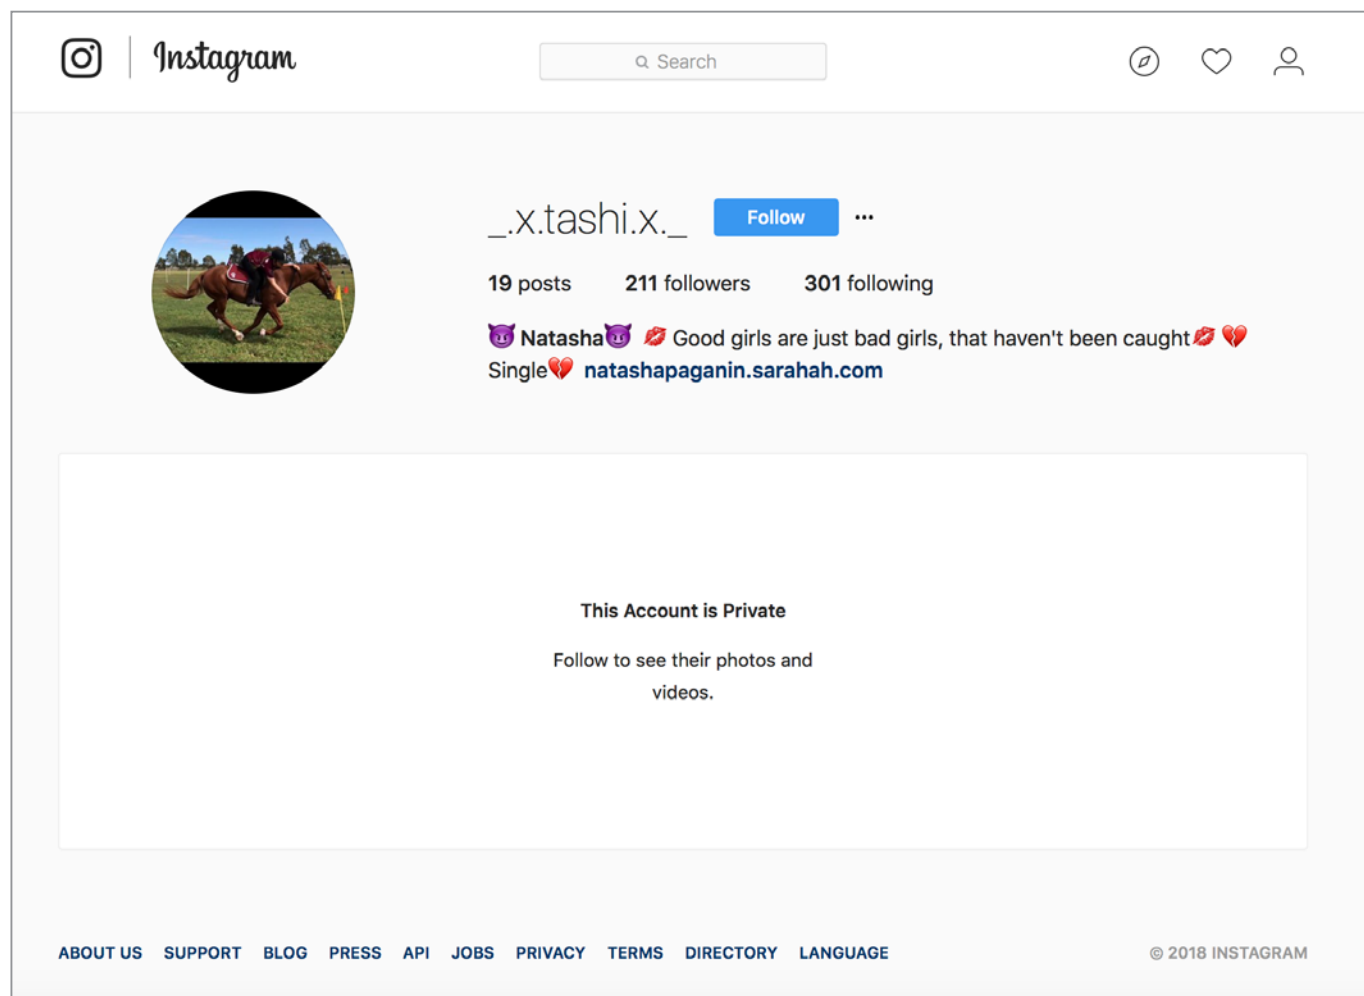 Instagram
Search
_.x.tashi.x._ Follow ···
19 posts 211 followers 301 following
😈 Natasha😈 💋 Good girls are just bad girls, that haven't been caught💋 💔
Single💔 natashapaganin.sarahah.com
This Account is Private
Follow to see their photos and
videos.
ABOUT US SUPPORT BLOG PRESS API JOBS PRIVACY TERMS DIRECTORY LANGUAGE © 2018 INSTAGRAM